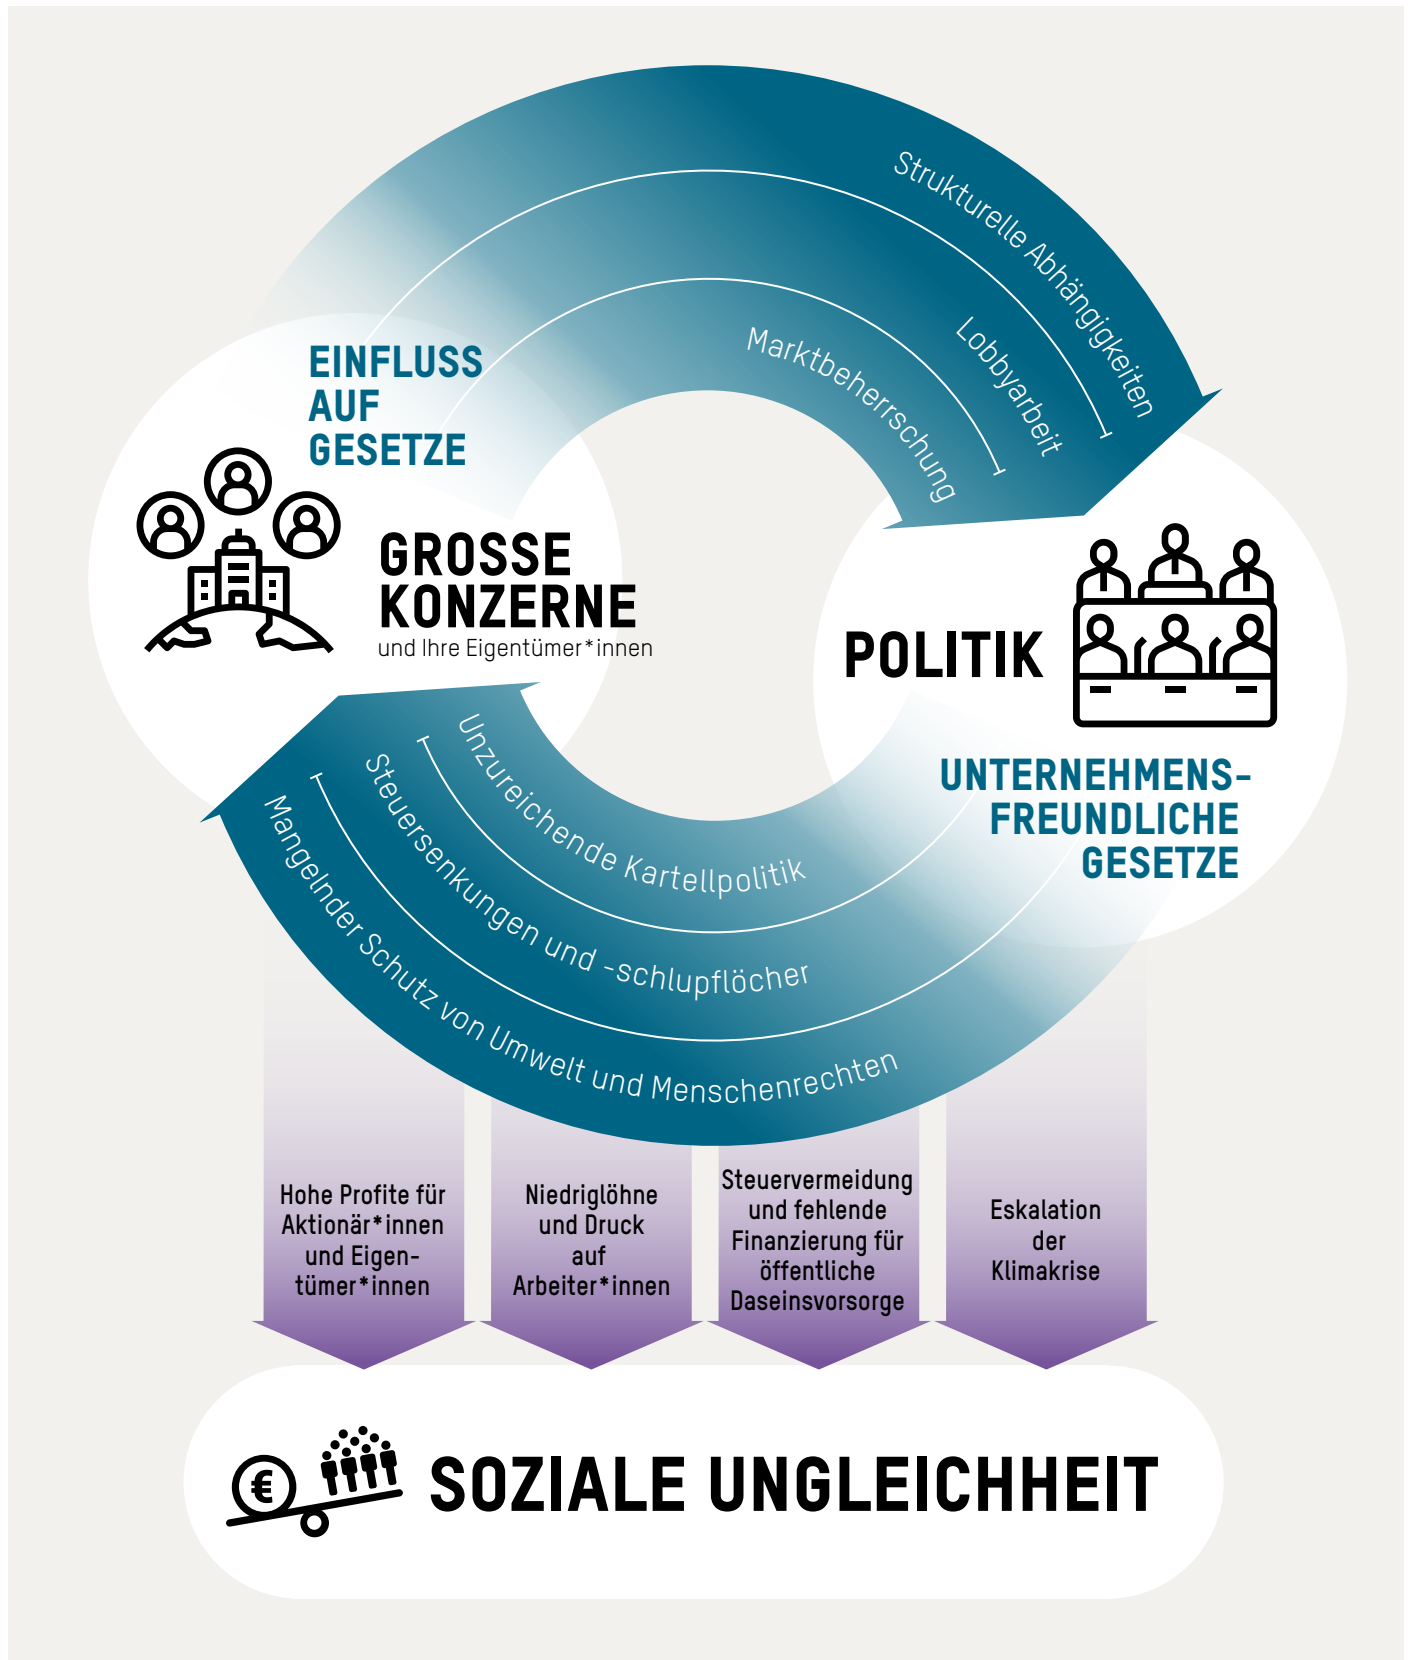 Strukturelle Abhängigkeiten
Lobbyarbeit
Marktbeherrschung
EINFLUSS
AUF
GESETZE
GROSSE
KONZERNE
und Ihre Eigentümer*innen
POLITIK
UNTERNEHMENS-
FREUNDLICHE
GESETZE
Unzureichende Kartellpolitik
Steuersenkungen und -schlupflöcher
Mangelnder Schutz von Umwelt und Menschenrechten
Hohe Profite für
Aktionär*innen
und Eigen-
tümer*innen
Niedriglöhne
und Druck
auf
Arbeiter*innen
Steuervermeidung
und fehlende
Finanzierung für
öffentliche
Daseinsvorsorge
Eskalation
der
Klimakrise
€
SOZIALE UNGLEICHHEIT